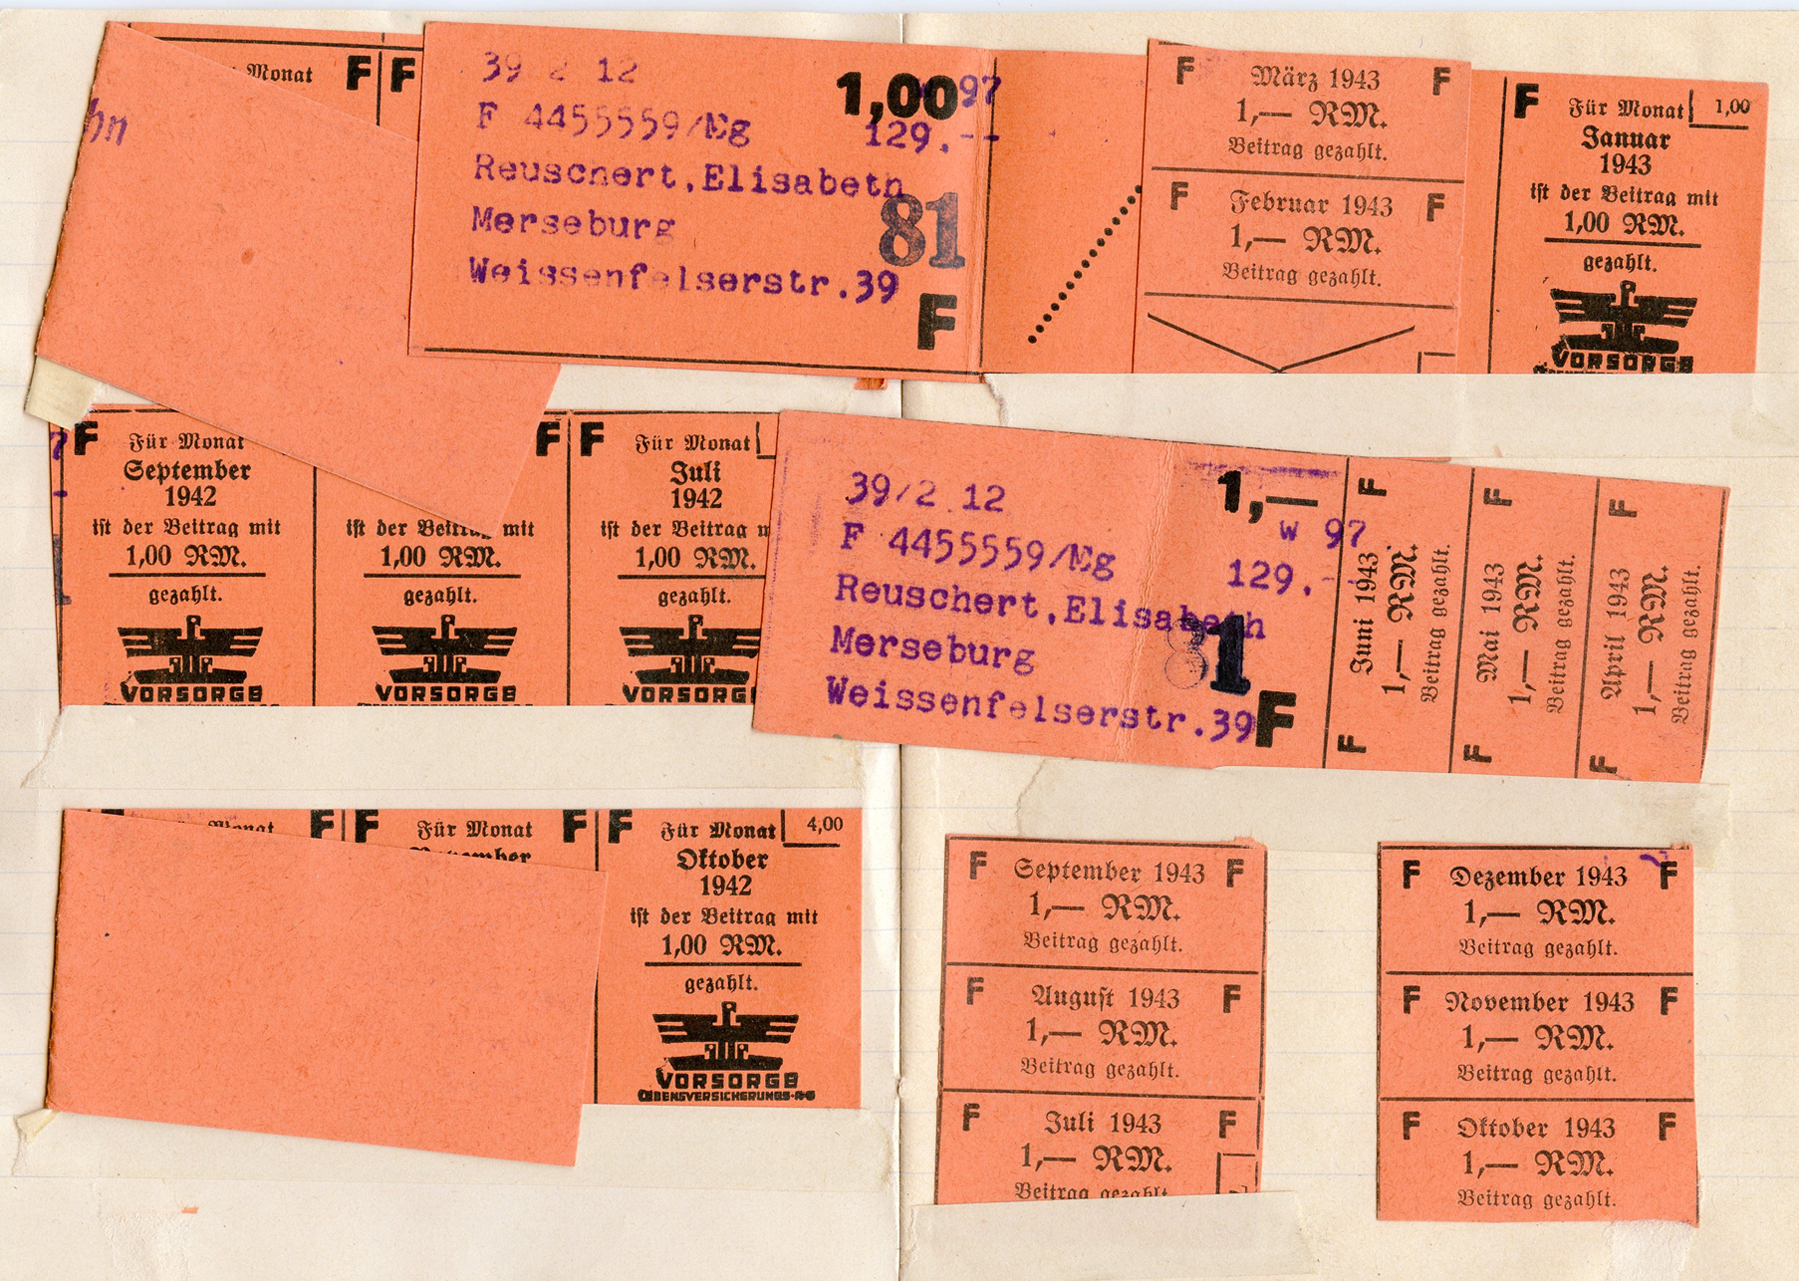 Monat F F
39 2 12 1,00 97
F 4455559/Mg 129.--
Reuschert,Elisabeth
Merseburg 81
Weissenfelserstr.39
F
F März 1943 F
1,— RM.
Beitrag gezahlt.
F Februar 1943 F
1,— RM.
Beitrag gezahlt.
F Für Monat 1,00
Januar
1943
ist der Beitrag mit
1,00 RM.
gezahlt.
VORSORGE
F Für Monat
September
1942
ist der Beitrag mit
1,00 RM.
gezahlt.
VORSORGE
F
ist der Beitrag mit
1,00 RM.
gezahlt.
VORSORGE
F Für Monat
Juli
1942
ist der Beitrag m
1,00 RM.
gezahlt.
VORSORGE
39/2 12 1,—
w 97
F 4455559/Mg 129.-
Reuschert,Elisabeth
Merseburg 81
Weissenfelserstr.39 F
F Juni 1943 F
1,— RM.
Beitrag gezahlt.
F Mai 1943 F
1,— RM.
Beitrag gezahlt.
F April 1943 F
1,— RM.
Beitrag gezahlt.
Monat F
F Für Monat F
November
F Für Monat 4,00
Oktober
1942
ist der Beitrag mit
1,00 RM.
gezahlt.
VORSORGE
LEBENSVERSICHERUNGS-AG
F September 1943 F
1,— RM.
Beitrag gezahlt.
F August 1943 F
1,— RM.
Beitrag gezahlt.
F Juli 1943 F
1,— RM.
Beitrag gezahlt.
F Dezember 1943 F
1,— RM.
Beitrag gezahlt.
F November 1943 F
1,— RM.
Beitrag gezahlt.
F Oktober 1943 F
1,— RM.
Beitrag gezahlt.